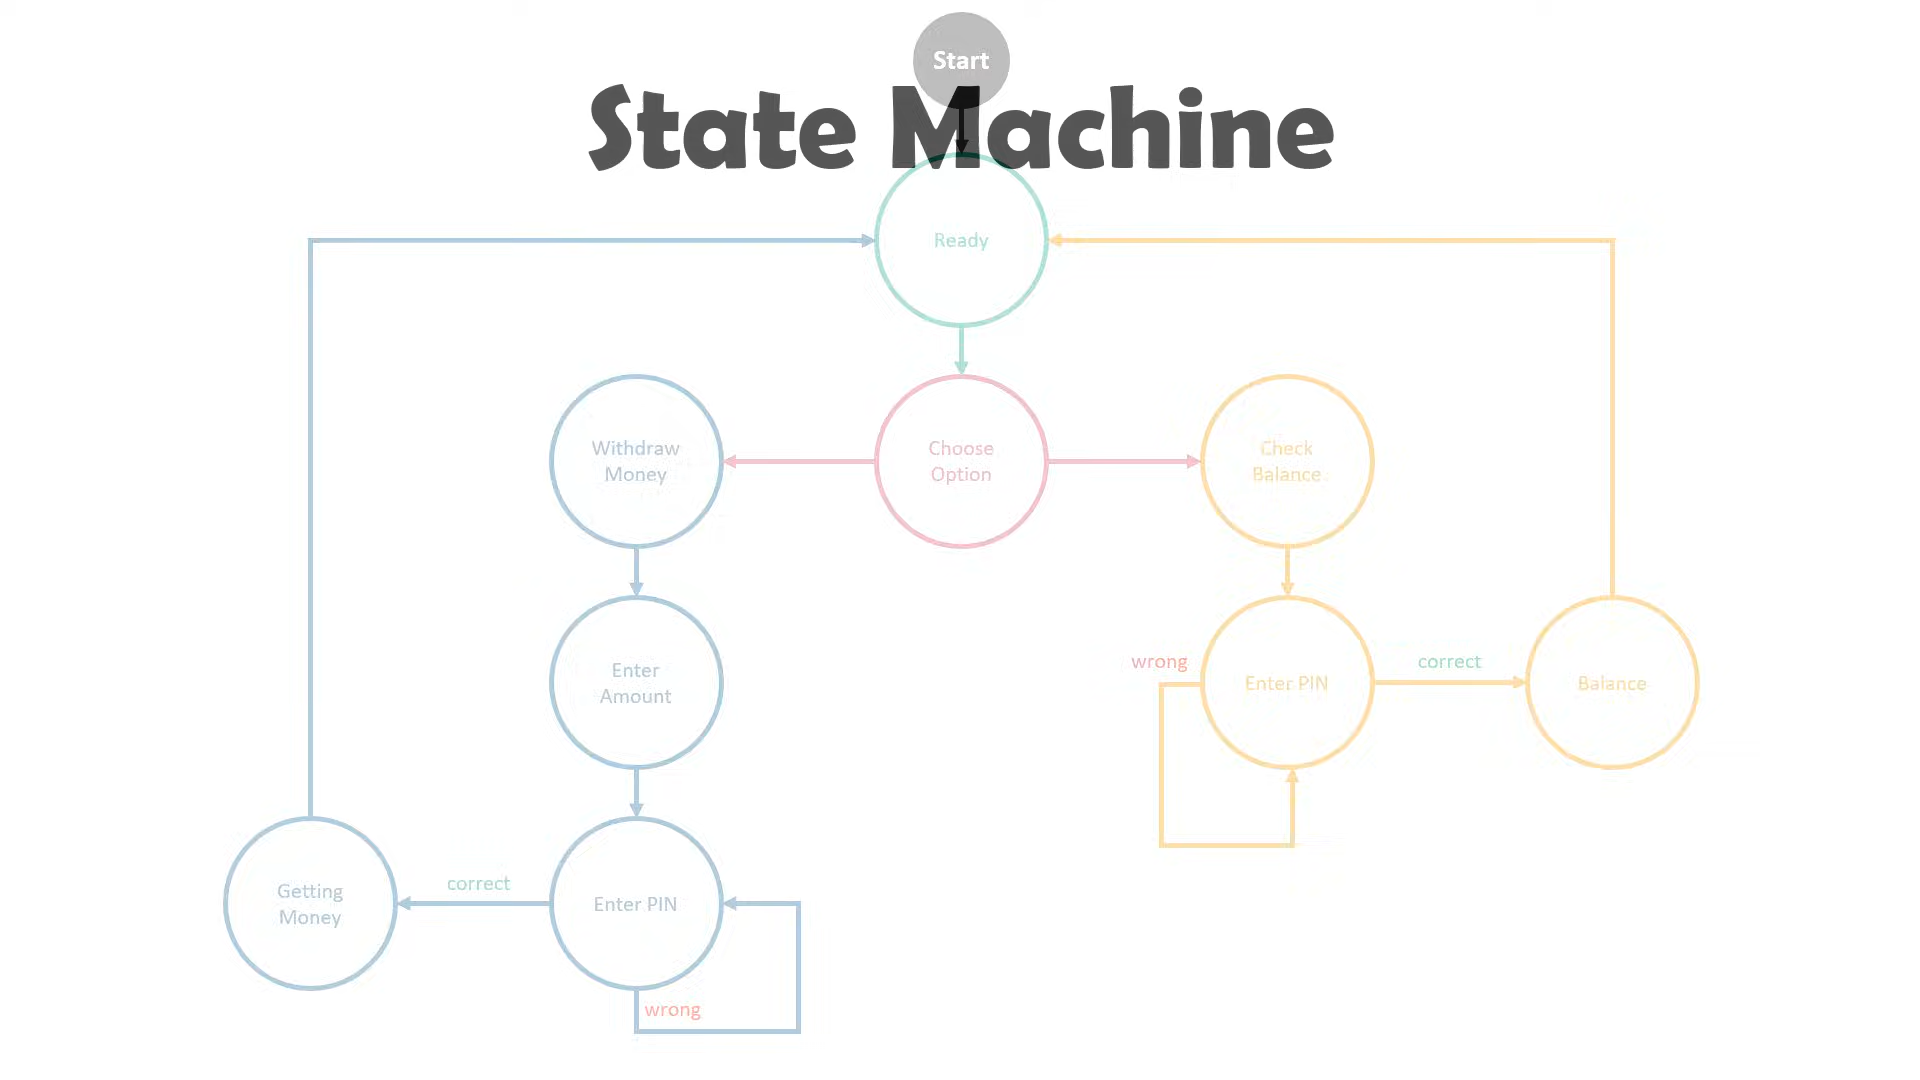 Start
State Machine
Ready
Withdraw
Money
Choose
Option
Check
Balance
Enter
Amount
wrong
Enter PIN
correct
Balance
Getting
Money
correct
Enter PIN
wrong